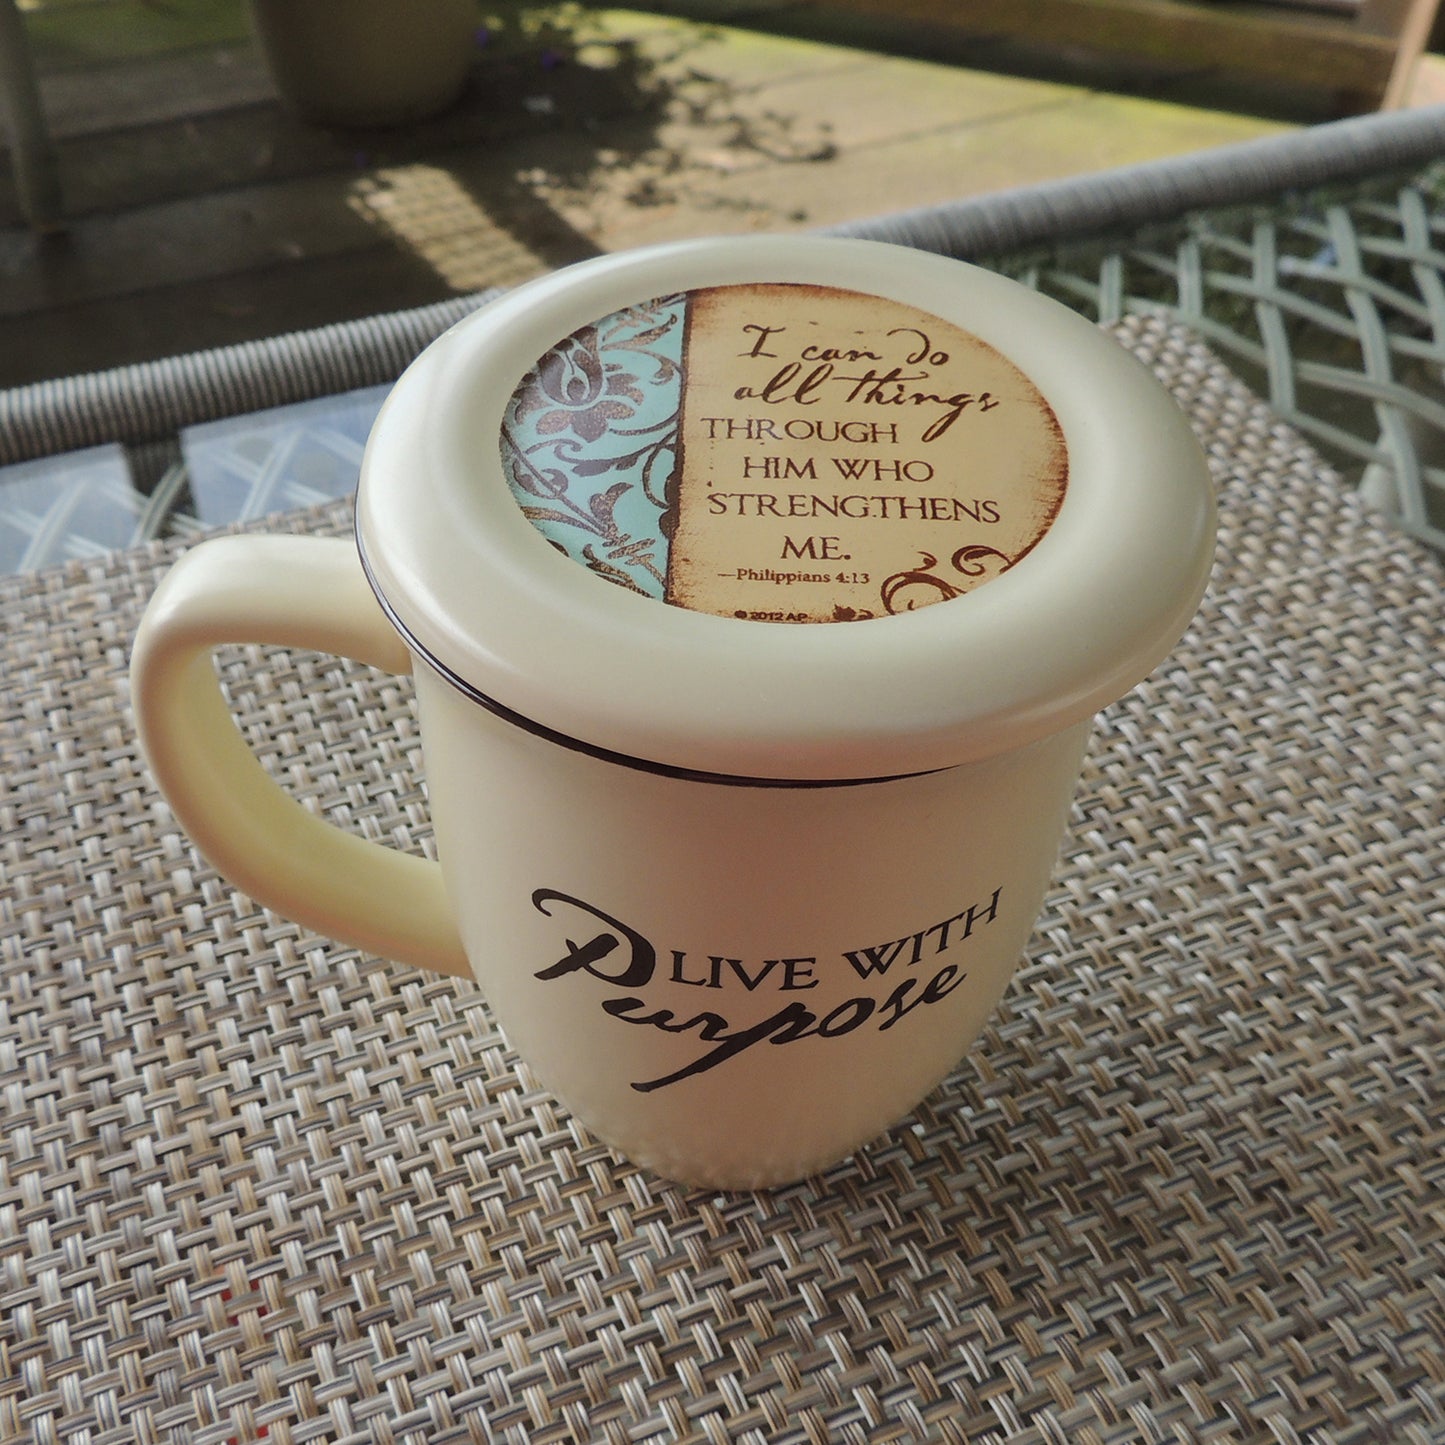 I can do
all things
THROUGH
HIM WHO
STRENGTHENS
ME.
—Philippians 4:13
© 2012 AP
LIVE WITH
Purpose